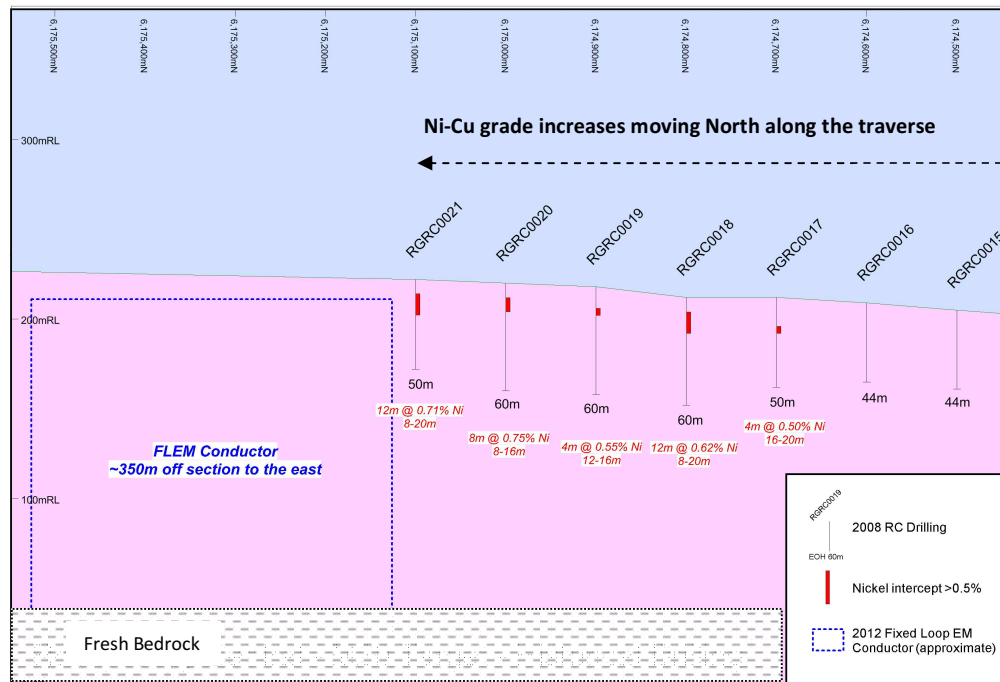 6,175,500mN
6,175,400mN
6,175,300mN
6,175,200mN
6,175,100mN
6,175,000mN
6,174,900mN
6,174,800mN
6,174,700mN
6,174,600mN
6,174,500mN
Ni-Cu grade increases moving North along the traverse
300mRL
RGRC0021
RGRC0020
RGRC0019
RGRC0018
RGRC0017
RGRC0016
RGRC0015
200mRL
50m
60m
60m
60m
50m
44m
44m
12m @ 0.71% Ni
8-20m
8m @ 0.75% Ni
8-16m
4m @ 0.55% Ni
12-16m
12m @ 0.62% Ni
8-20m
4m @ 0.50% Ni
16-20m
FLEM Conductor
~350m off section to the east
100mRL
RGRC0019
2008 RC Drilling
EOH 60m
Nickel intercept >0.5%
2012 Fixed Loop EM
Conductor (approximate)
Fresh Bedrock